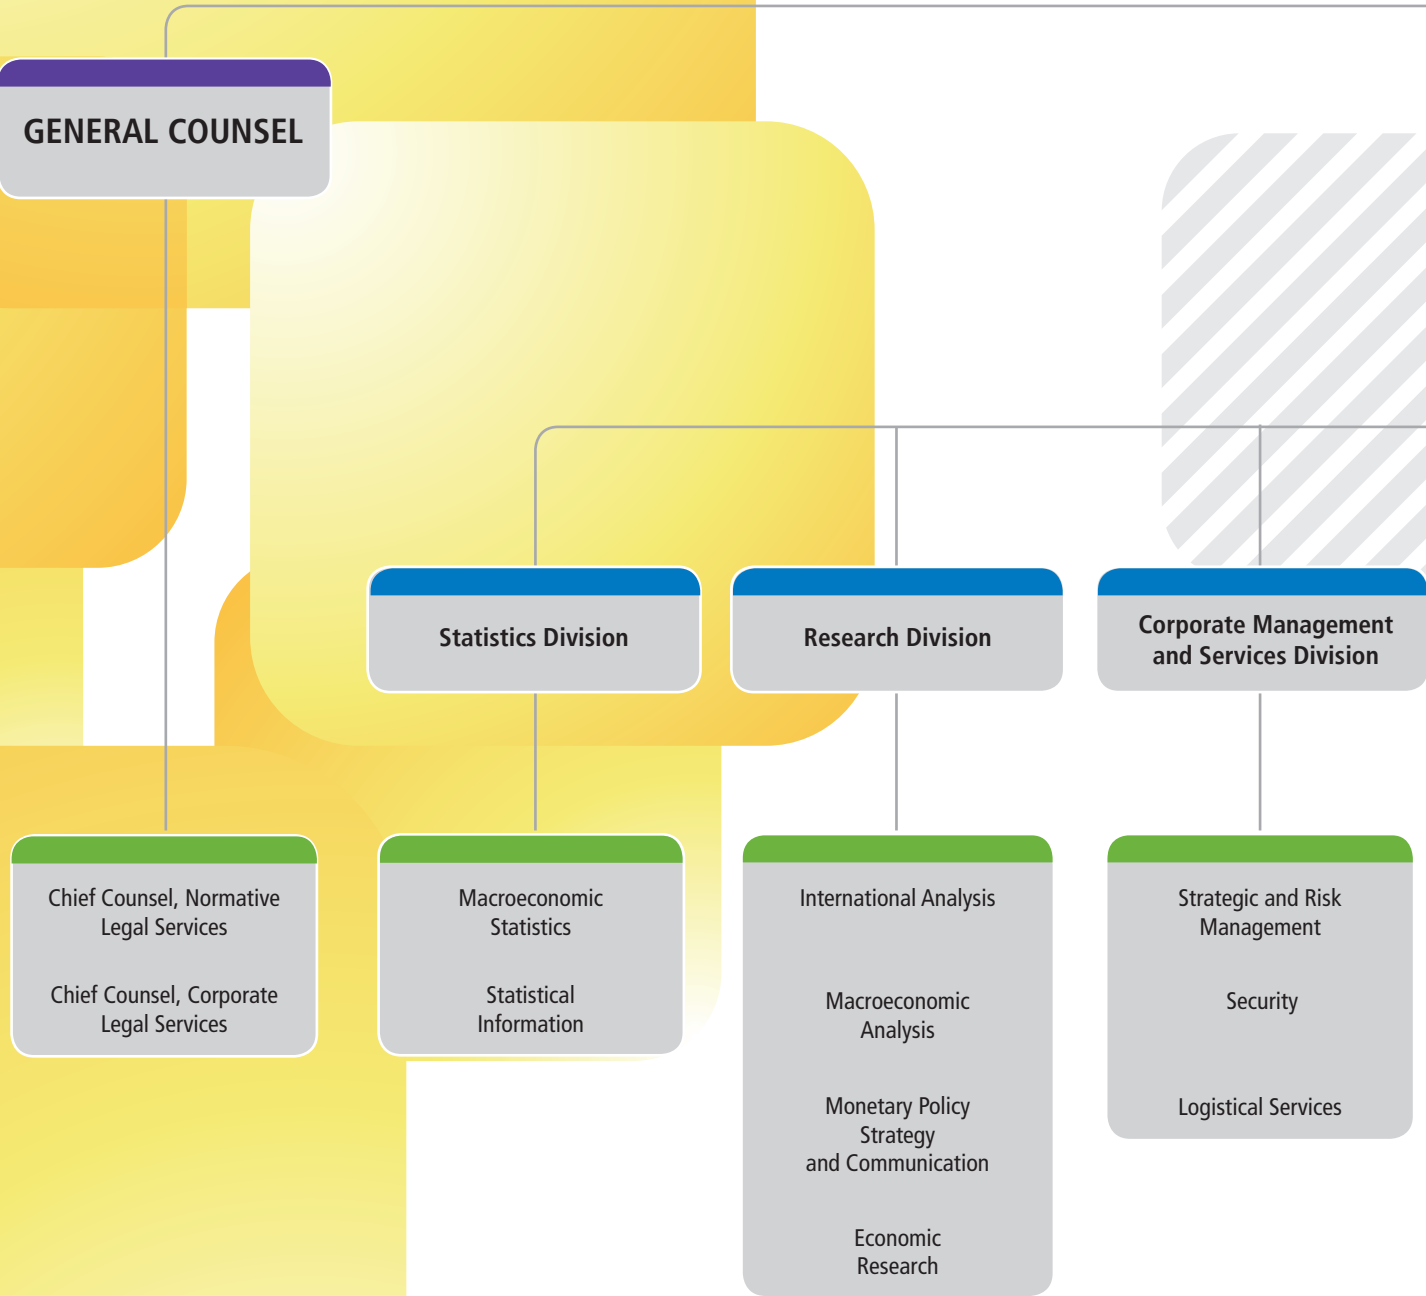 GENERAL COUNSEL
Statistics Division
Research Division
Corporate Management
and Services Division
Chief Counsel, Normative
Legal Services
Chief Counsel, Corporate
Legal Services
Macroeconomic
Statistics
Statistical
Information
International Analysis
Macroeconomic
Analysis
Monetary Policy
Strategy
and Communication
Economic
Research
Strategic and Risk
Management
Security
Logistical Services